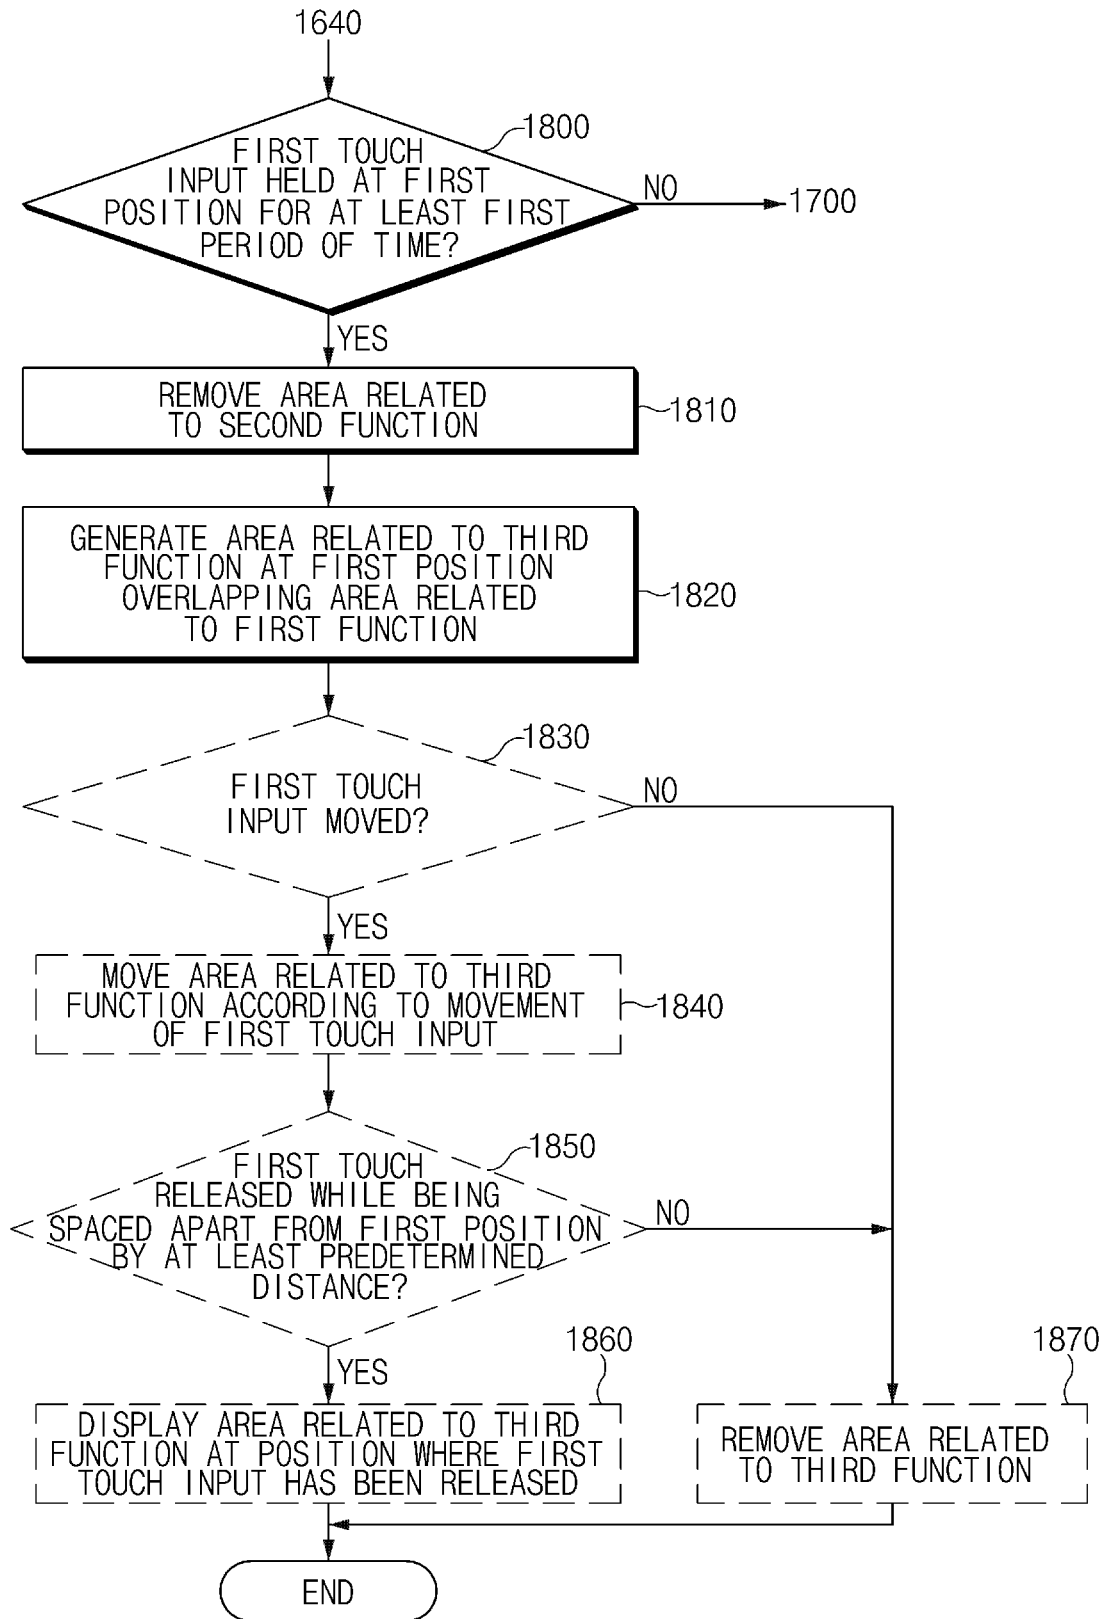 1640
1800
FIRST TOUCH
INPUT HELD AT FIRST
POSITION FOR AT LEAST FIRST
PERIOD OF TIME?
NO
1700
YES
REMOVE AREA RELATED
TO SECOND FUNCTION
1810
GENERATE AREA RELATED TO THIRD
FUNCTION AT FIRST POSITION
OVERLAPPING AREA RELATED
TO FIRST FUNCTION
1820
1830
FIRST TOUCH
INPUT MOVED?
NO
YES
MOVE AREA RELATED TO THIRD
FUNCTION ACCORDING TO MOVEMENT
OF FIRST TOUCH INPUT
1840
1850
FIRST TOUCH
RELEASED WHILE BEING
SPACED APART FROM FIRST POSITION
BY AT LEAST PREDETERMINED
DISTANCE?
NO
YES
1860
1870
DISPLAY AREA RELATED TO THIRD
FUNCTION AT POSITION WHERE FIRST
TOUCH INPUT HAS BEEN RELEASED
REMOVE AREA RELATED
TO THIRD FUNCTION
END